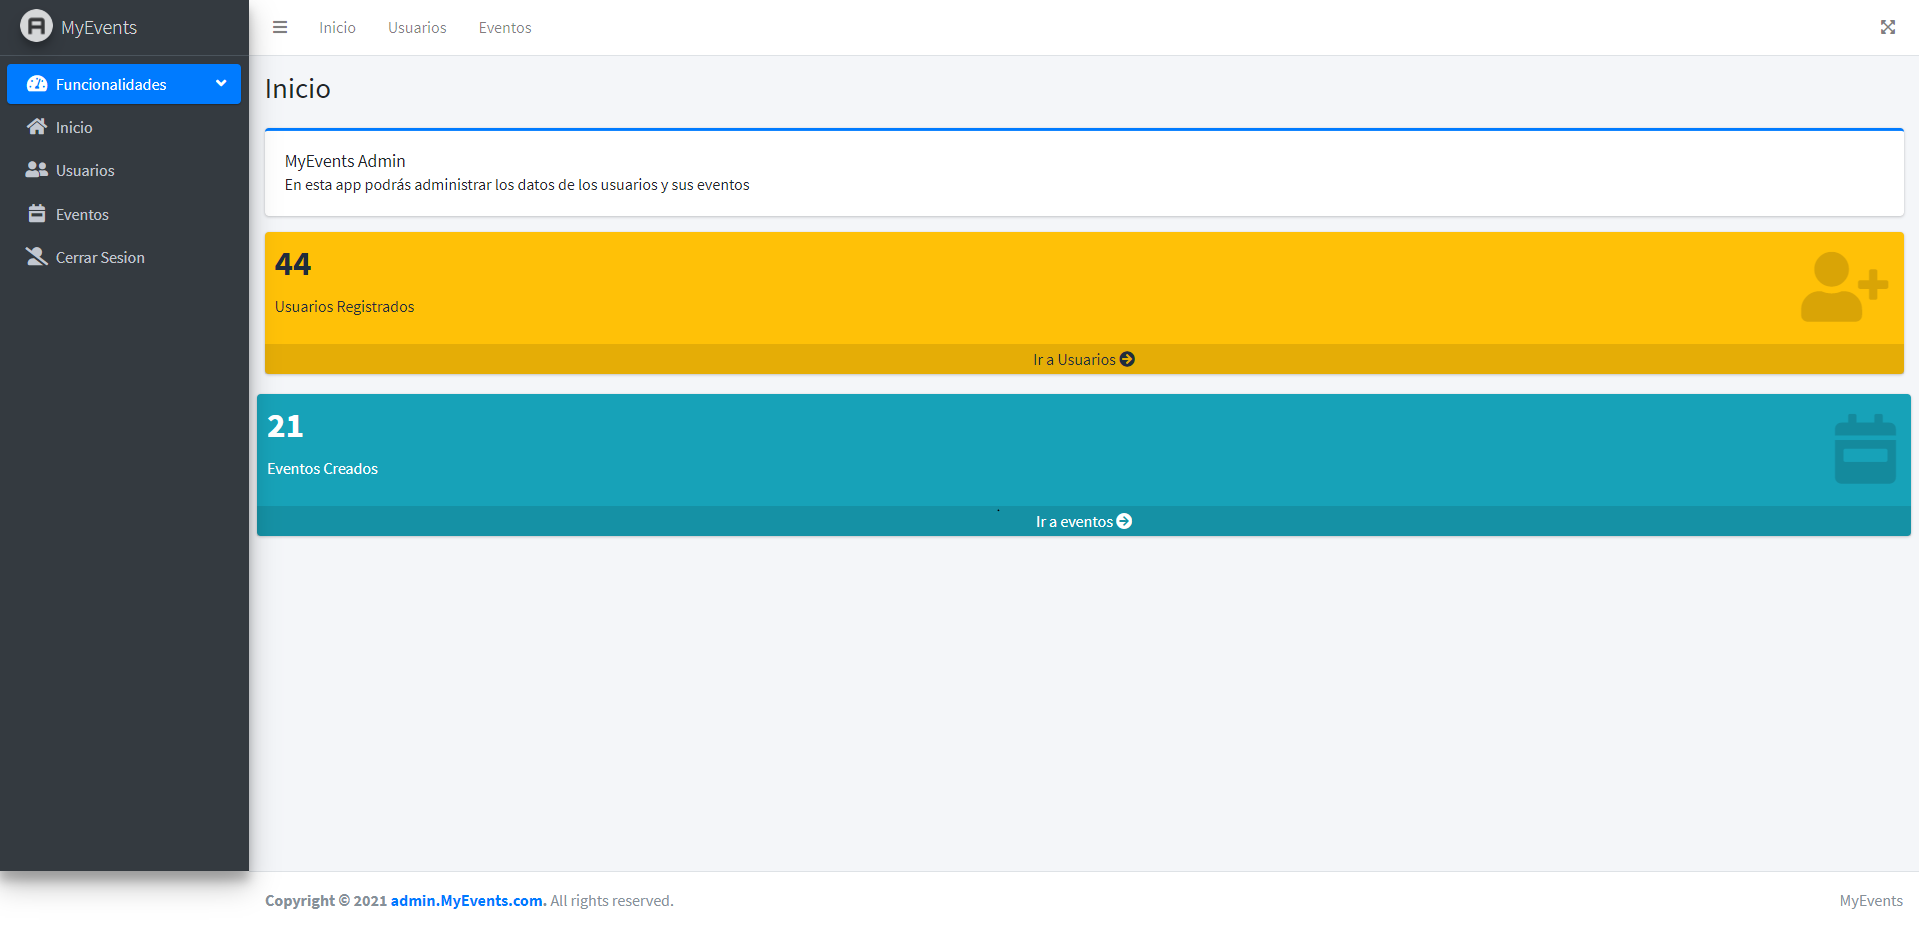 MyEvents
Inicio
Usuarios
Eventos
Funcionalidades
Inicio
Usuarios
Eventos
Cerrar Sesion
Inicio
MyEvents Admin
En esta app podrás administrar los datos de los usuarios y sus eventos
44
Usuarios Registrados
Ir a Usuarios
21
Eventos Creados
Ir a eventos
Copyright © 2021 admin.MyEvents.com. All rights reserved.
MyEvents